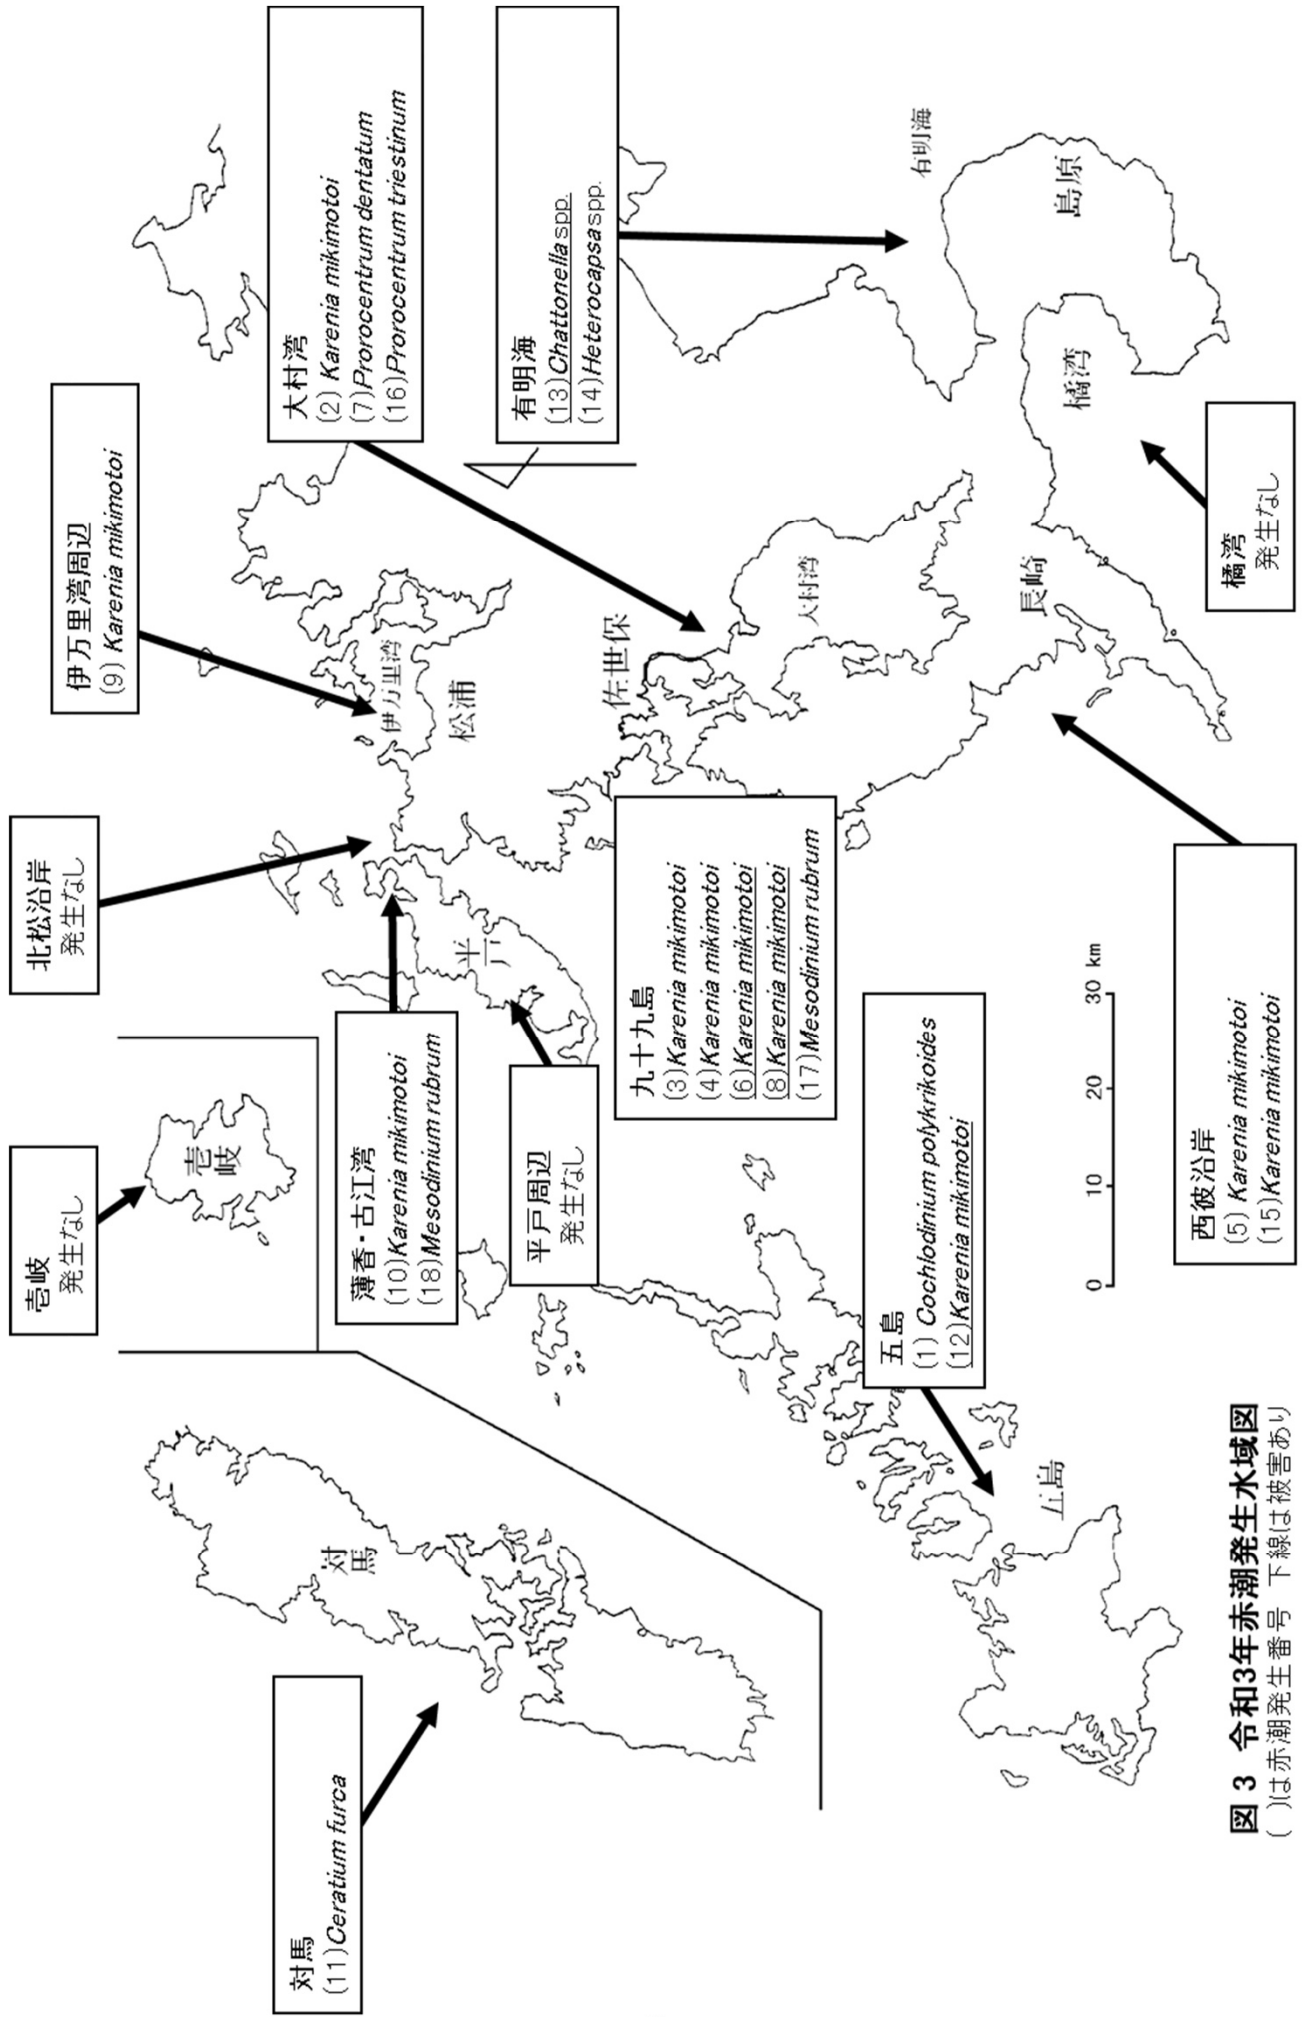 壱岐
発生なし
北松沿岸
発生なし
伊万里湾周辺
(9) Karenia mikimotoi
対馬
(11)Ceratium furca
薄香・古江湾
(10)Karenia mikimotoi
(18)Mesodinium rubrum
大村湾
(2) Karenia mikimotoi
(7)Prorocentrum dentatum
(16)Prorocentrum triestinum
平戸周辺
発生なし
有明海
(13)Chattonella spp.
(14)Heterocapsa spp.
九十九島
(3)Karenia mikimotoi
(4)Karenia mikimotoi
(6)Karenia mikimotoi
(8)Karenia mikimotoi
(17)Mesodinium rubrum
五島
(1) Cochlodinium polykrikoides
(12)Karenia mikimotoi
西彼沿岸
(5) Karenia mikimotoi
(15)Karenia mikimotoi
橘湾
発生なし
壱岐
対馬
平戸
伊万里湾
松浦
佐世保
大村湾
長崎
橘湾
島原
有明海
五島
0 10 20 30 km
図 3 令和3年赤潮発生水域図
( )は赤潮発生番号 下線は被害あり